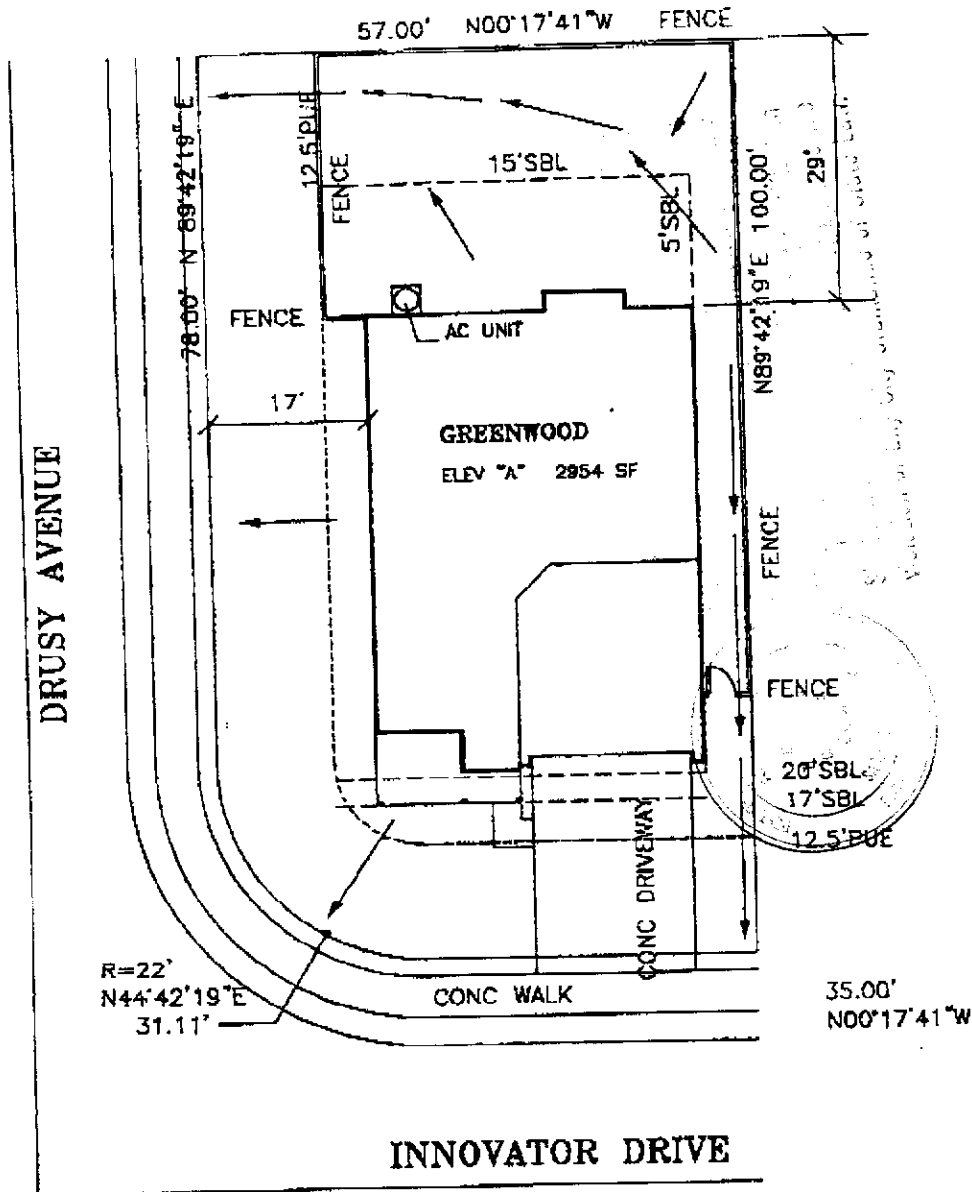 57.00' N00°17'41"W FENCE
78.00' N 89°42'19" E
12.5'PUE
FENCE
15'SBL
5'SBL
N89°42'19"E 100.00'
29'
FENCE
AC UNIT
17'
GREENWOOD
ELEV "A" 2954 SF
DRUSY AVENUE
FENCE
FENCE
20'SBL
17'SBL
12.5'PUE
CONC DRIVEWAY
R=22'
N44°42'19"E
31.11'
CONC WALK
35.00'
N00°17'41"W
INNOVATOR DRIVE